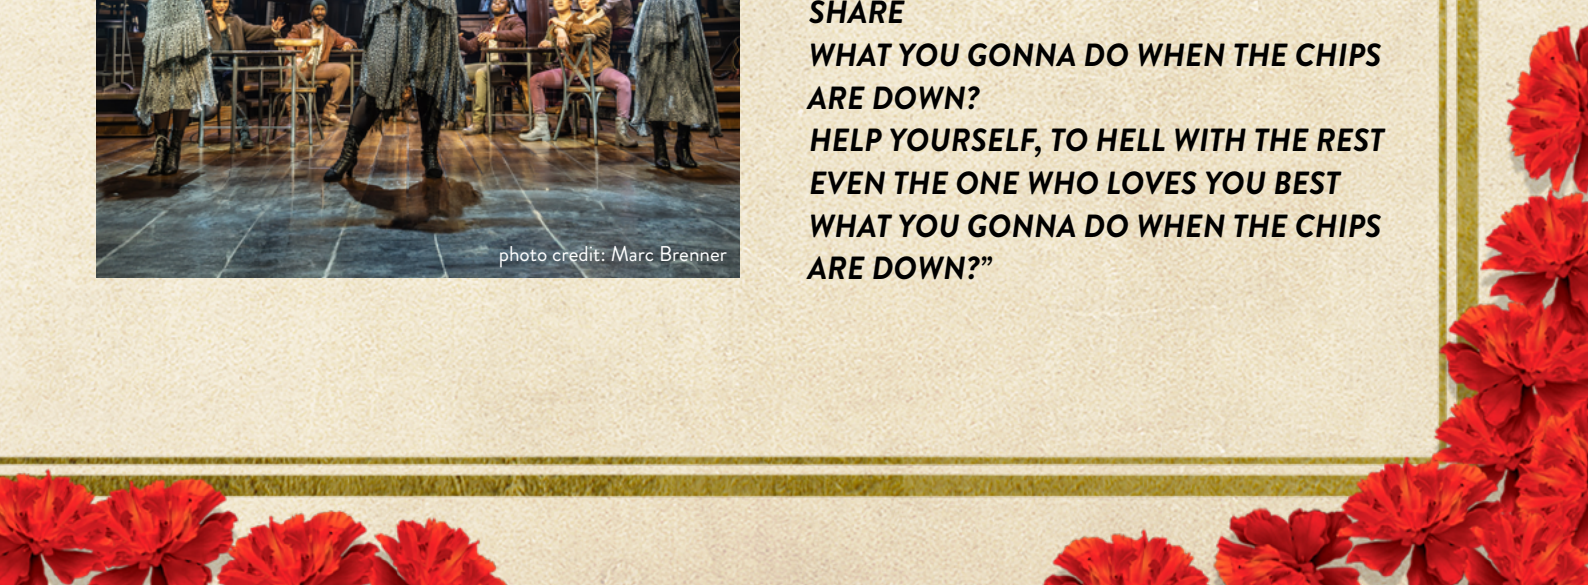 SHARE
WHAT YOU GONNA DO WHEN THE CHIPS
ARE DOWN?
HELP YOURSELF, TO HELL WITH THE REST
EVEN THE ONE WHO LOVES YOU BEST
WHAT YOU GONNA DO WHEN THE CHIPS
ARE DOWN?”
photo credit: Marc Brenner